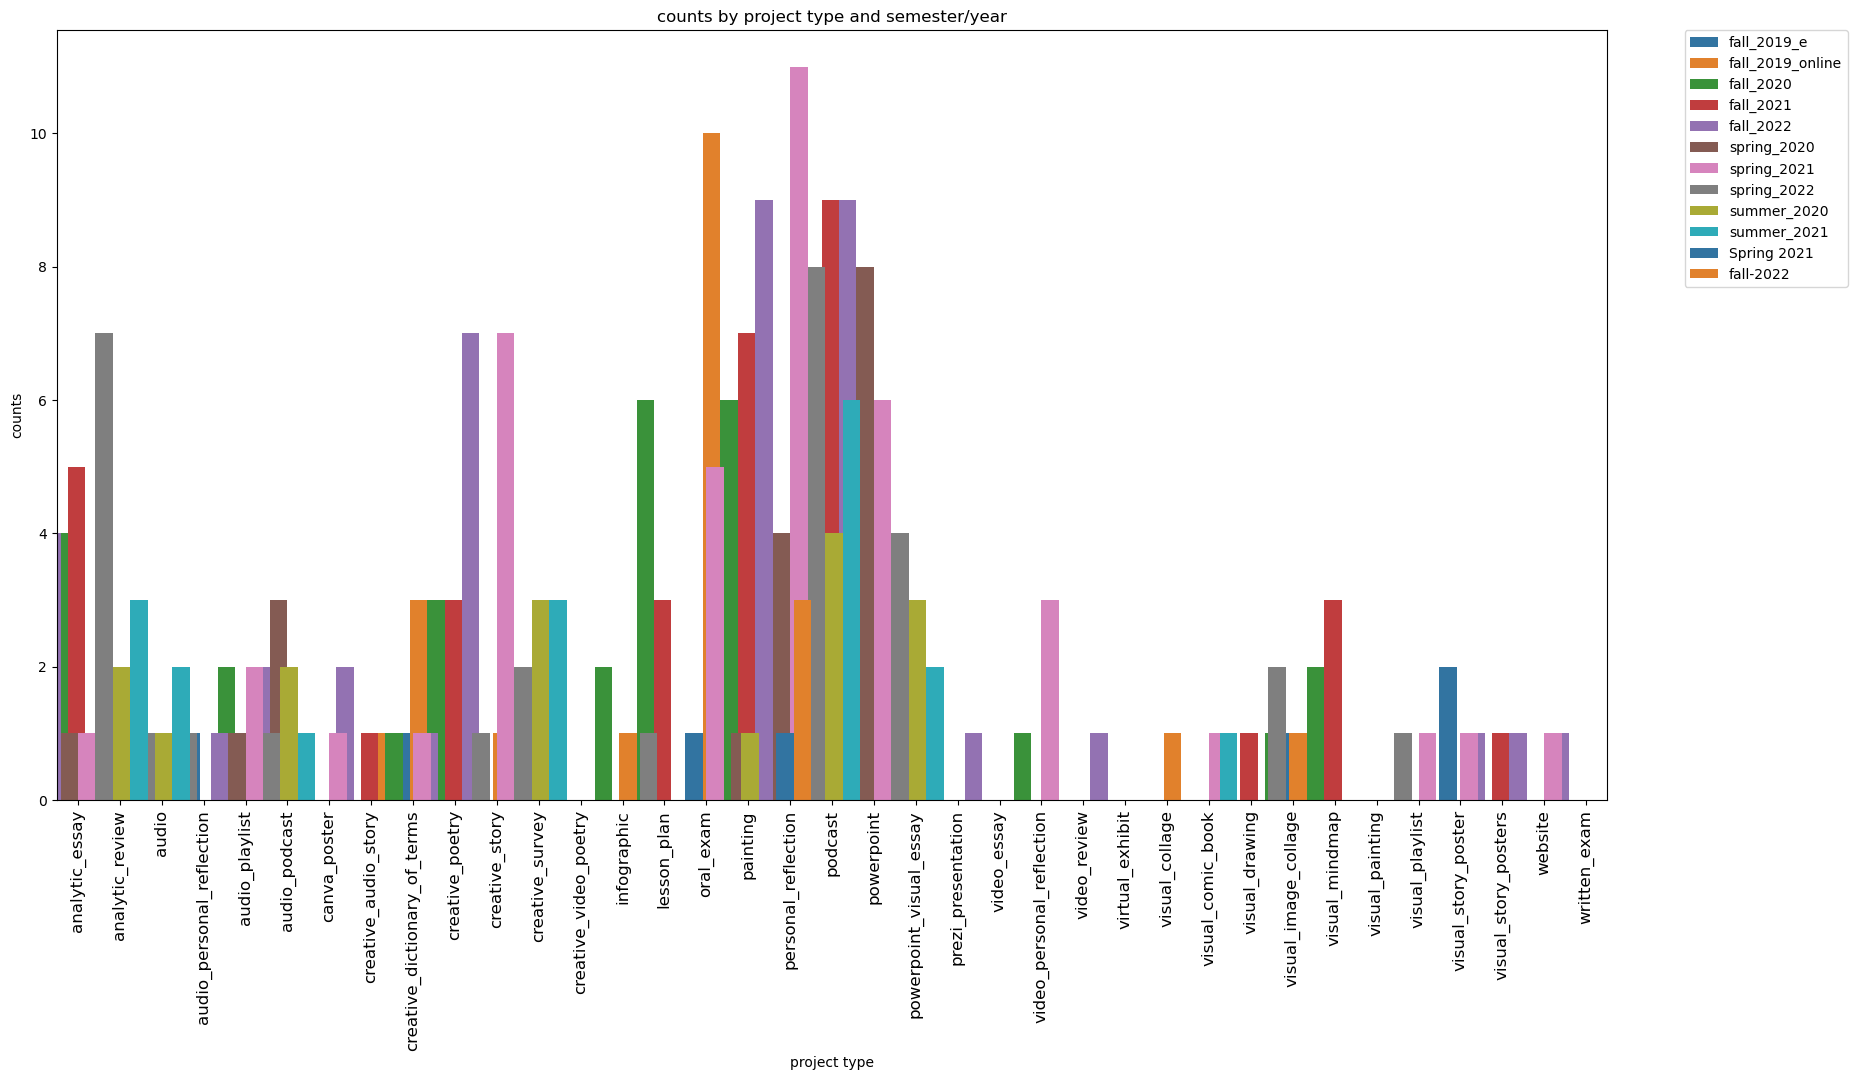 counts by project type and semester/year
counts
10
8
6
4
2
0
analytic_essay
analytic_review
audio
audio_personal_reflection
audio_playlist
audio_podcast
canva_poster
creative_audio_story
creative_dictionary_of_terms
creative_poetry
creative_story
creative_survey
creative_video_poetry
infographic
lesson_plan
oral_exam
painting
personal_reflection
podcast
powerpoint
powerpoint_visual_essay
prezi_presentation
video_essay
video_personal_reflection
video_review
virtual_exhibit
visual_collage
visual_comic_book
visual_drawing
visual_image_collage
visual_mindmap
visual_painting
visual_playlist
visual_story_poster
visual_story_posters
website
written_exam
project type
fall_2019_e
fall_2019_online
fall_2020
fall_2021
fall_2022
spring_2020
spring_2021
spring_2022
summer_2020
summer_2021
Spring 2021
fall-2022